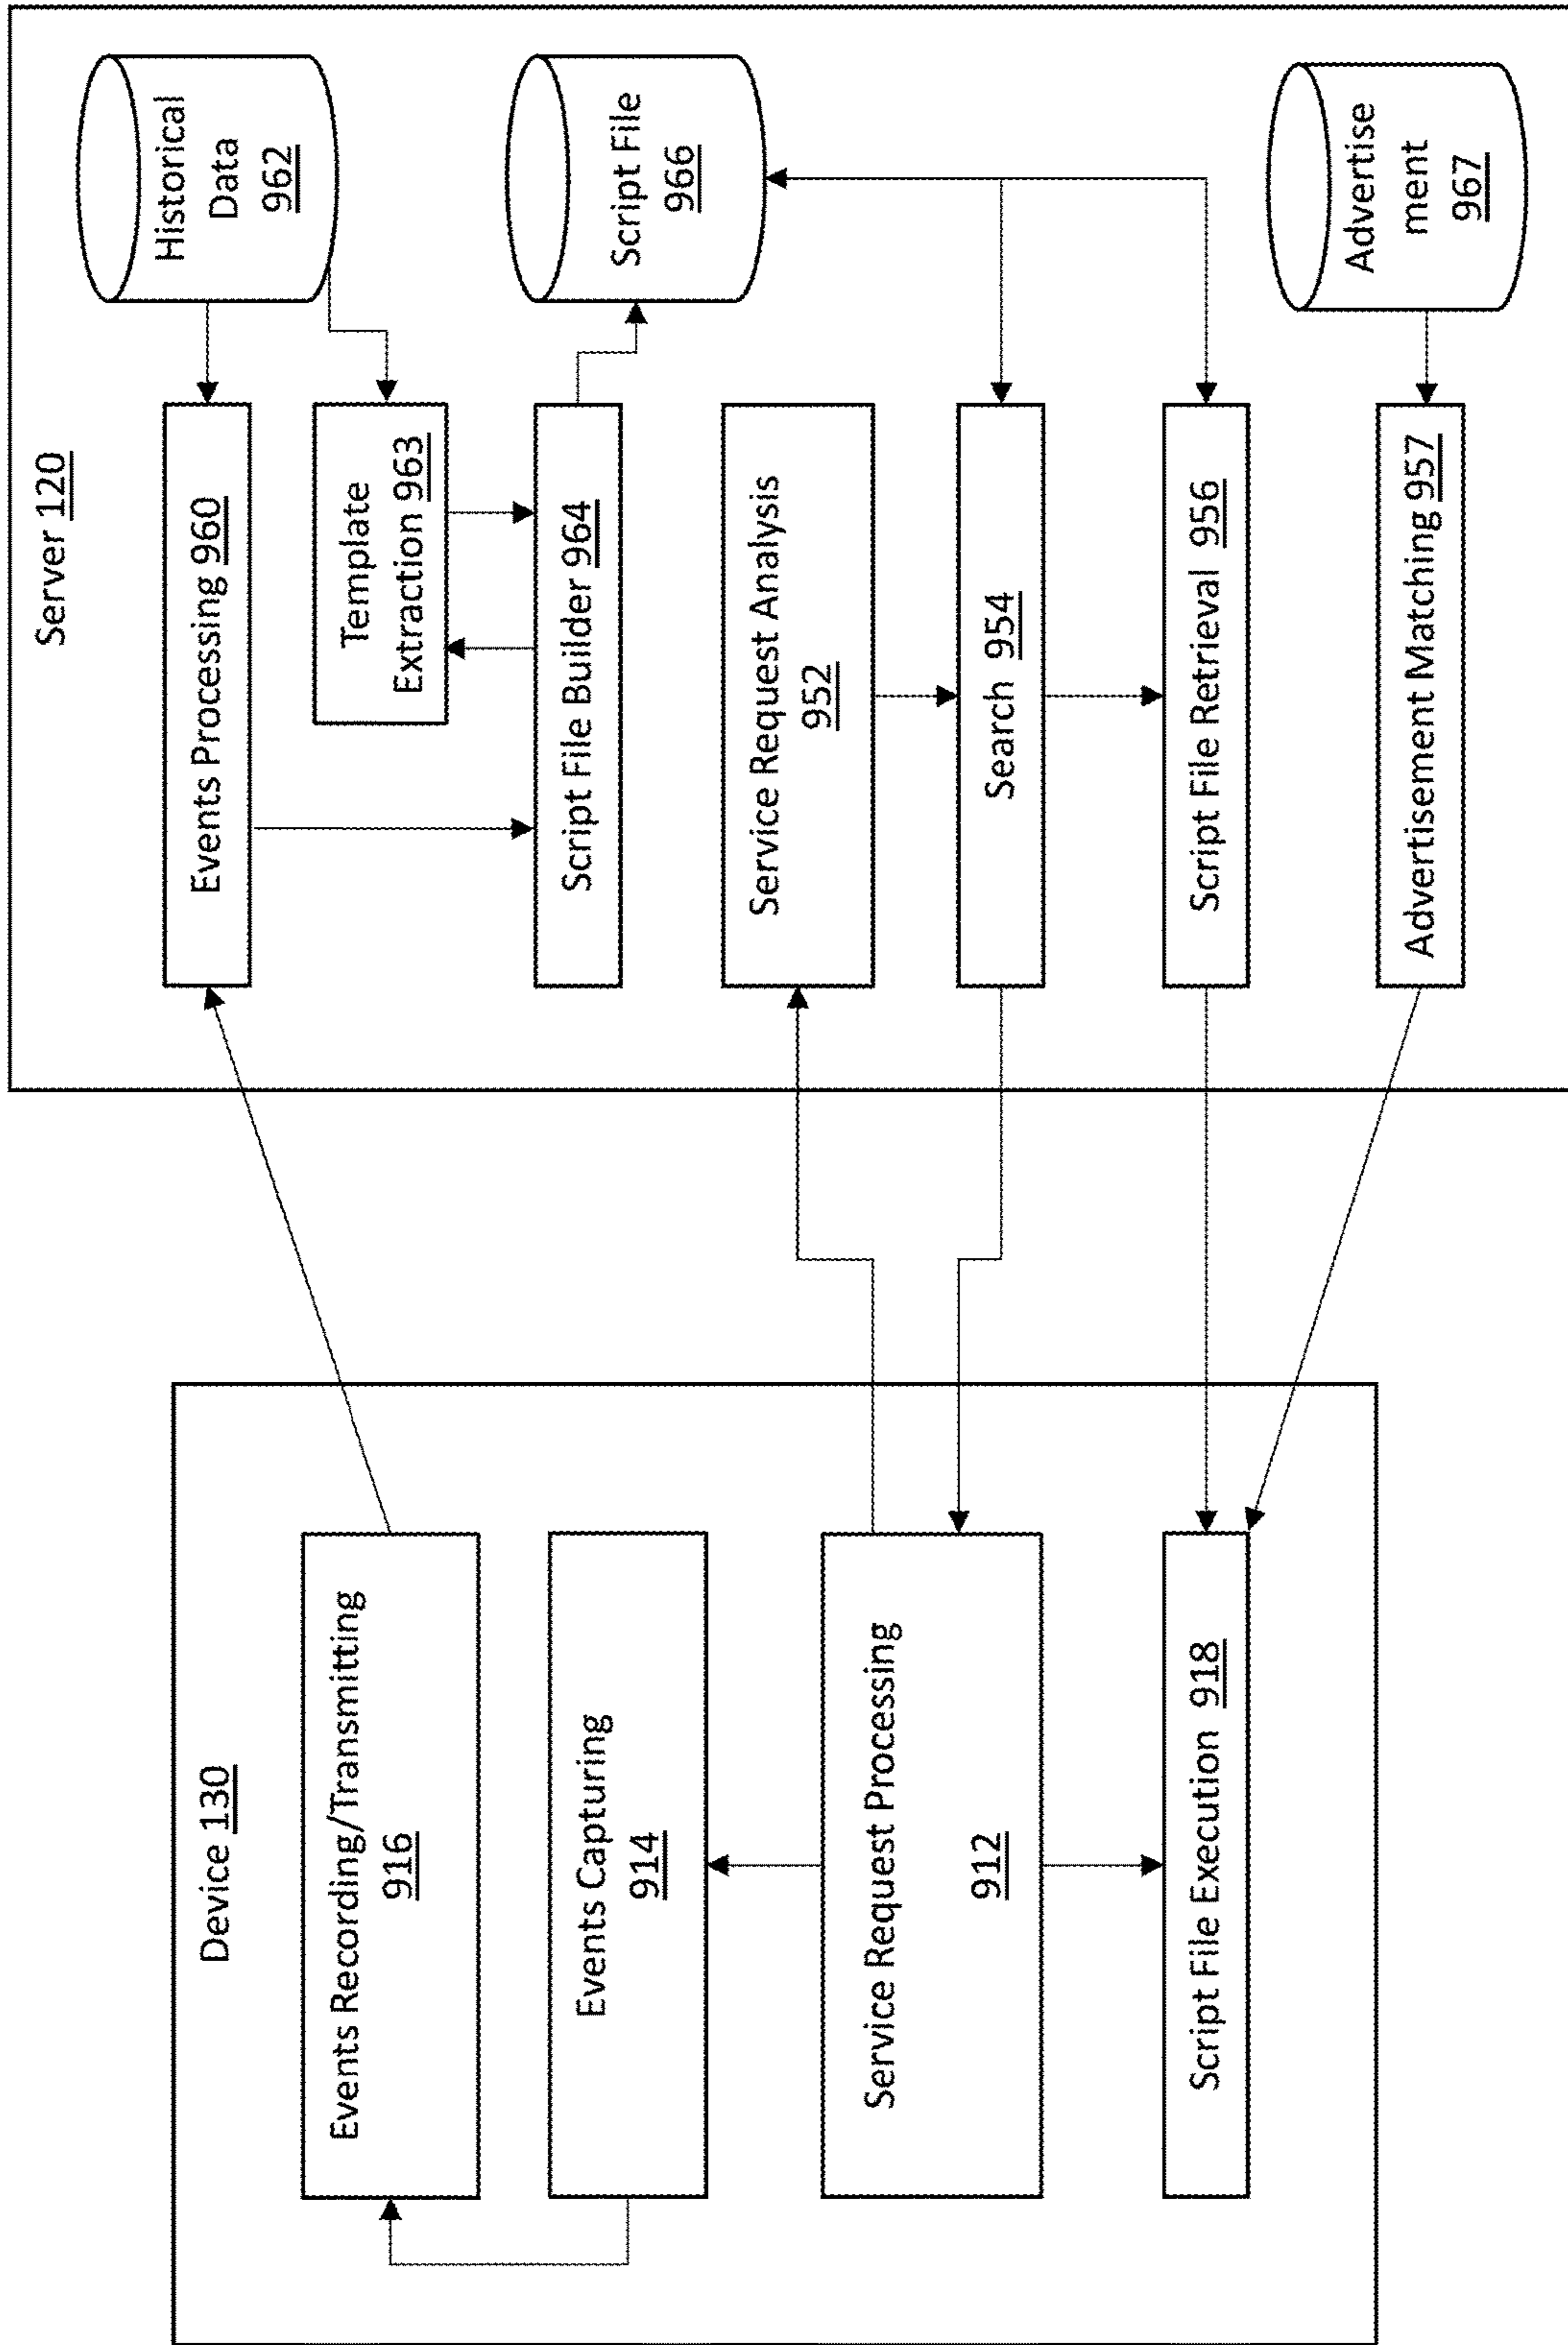 Server 120
Events Processing 960
Template
Extraction 963
Script File Builder 964
Service Request Analysis
952
Search 954
Script File Retrieval 956
Advertisement Matching 957
Historical
Data
962
Script File
966
Advertise
ment
967
Device 130
Events Recording/Transmitting
916
Events Capturing
914
Service Request Processing
912
Script File Execution 918